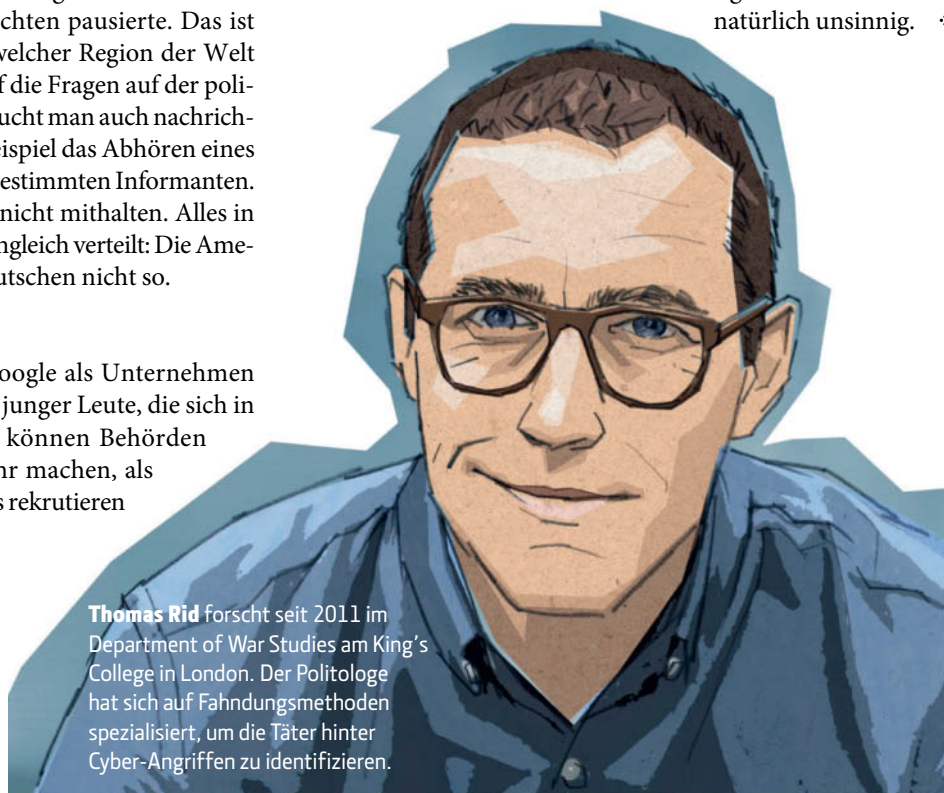 chten pausierte. Das ist
welcher Region der Welt
f die Fragen auf der poli-
ucht man auch nachrich-
eispiel das Abhören eines
estimmten Informanten.
nicht mithalten. Alles in
ngleich verteilt: Die Ame-
utschen nicht so.
oogle als Unternehmen
junger Leute, die sich in
können Behörden
hr machen, als
s rekrutieren
natürlich unsinnig.
Thomas Rid forscht seit 2011 im
Department of War Studies am King’s
College in London. Der Politologe
hat sich auf Fahndungsmethoden
spezialisiert, um die Täter hinter
Cyber-Angriffen zu identifizieren.